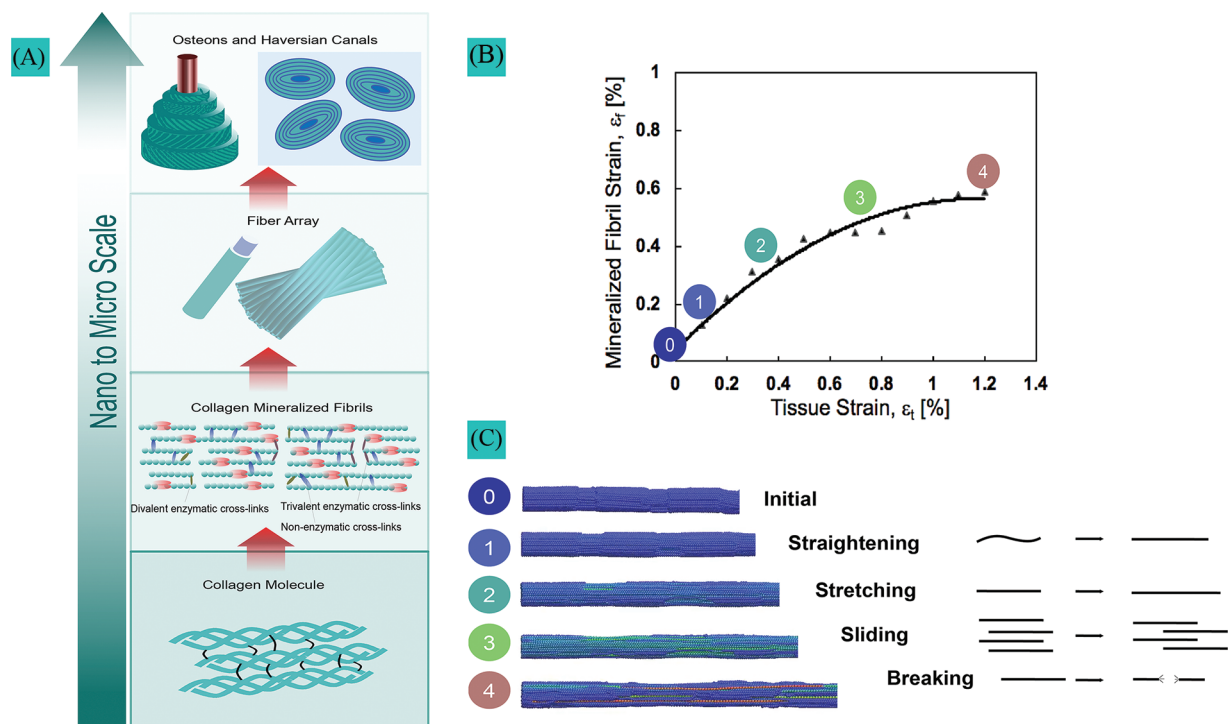 (A)
Nano to Micro Scale
Osteons and Haversian Canals
Fiber Array
Collagen Mineralized Fibrils
Divalent enzymatic cross-links
Trivalent enzymatic cross-links
Non-enzymatic cross-links
Collagen Molecule
(B)
Mineralized Fibril Strain, εf [%]
1
0.8
0.6
0.4
0.2
0
0 1 2 3 4
0 0.2 0.4 0.6 0.8 1 1.2 1.4
Tissue Strain, εt [%]
(C)
0 Initial
1 Straightening
2 Stretching
3 Sliding
4 Breaking